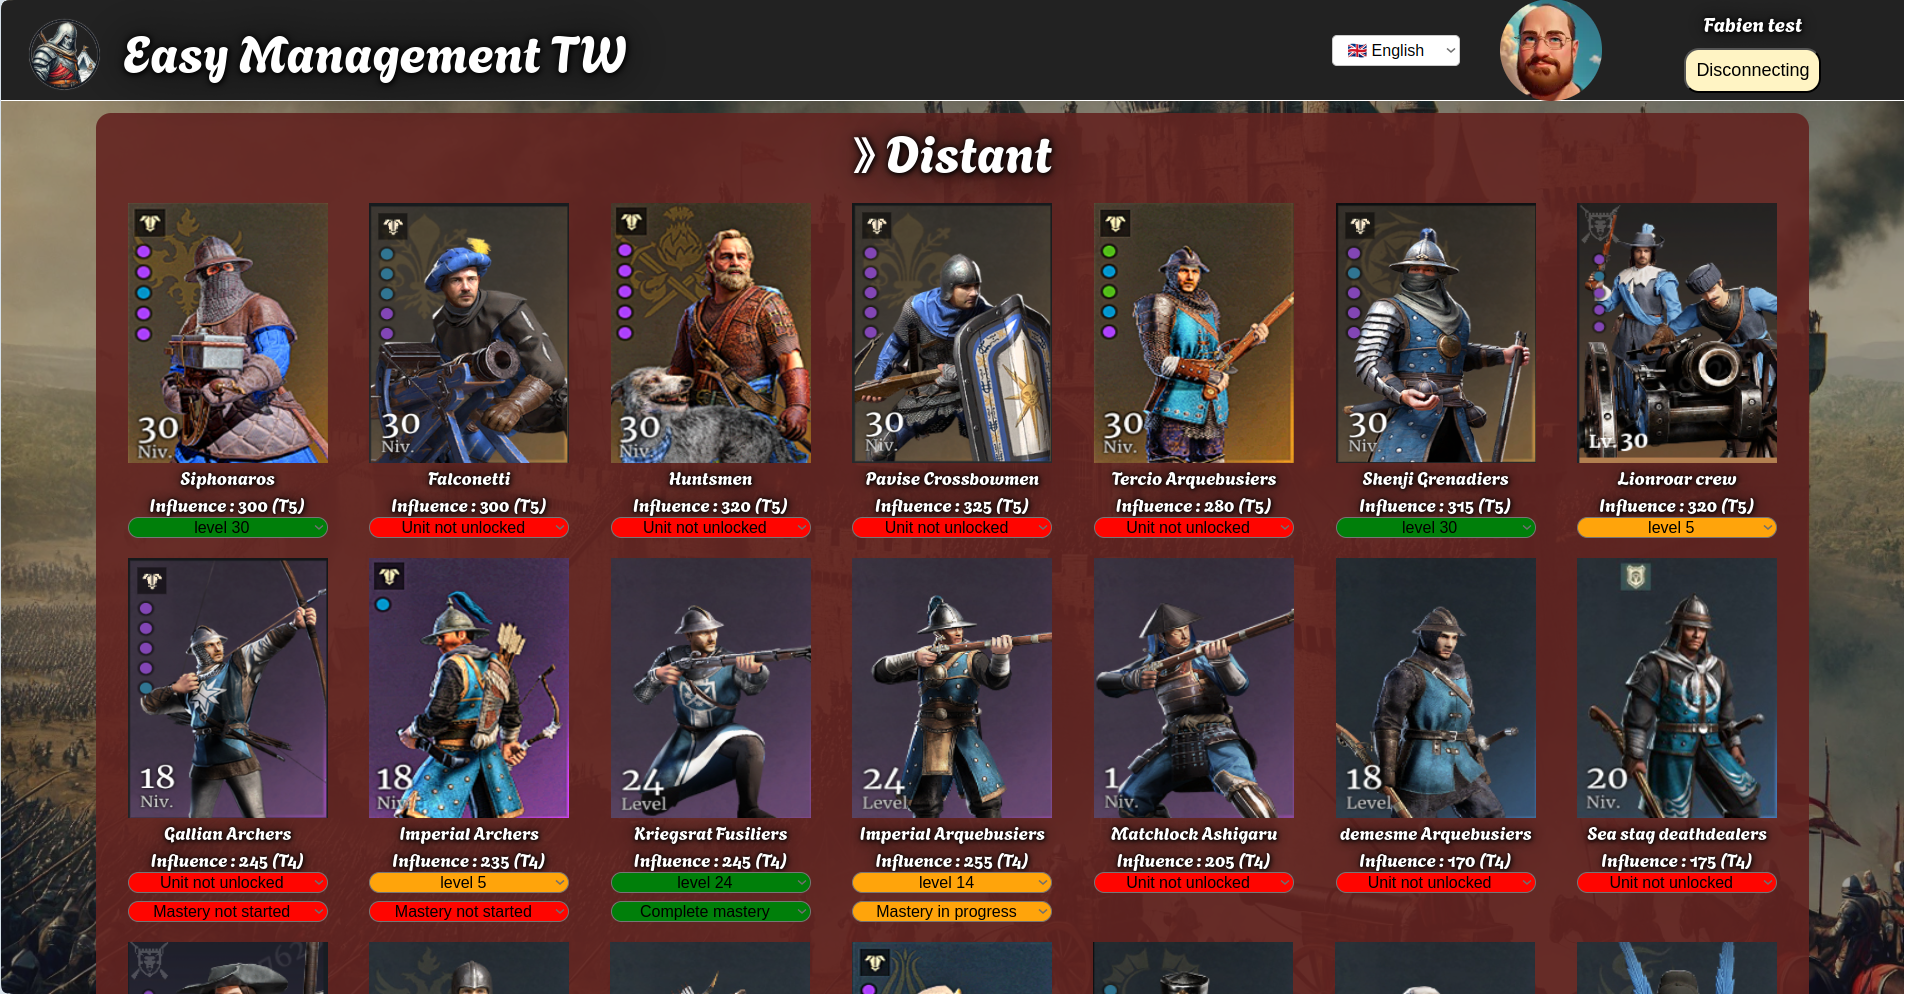 Easy Management TW
English
Fabien test
Disconnecting
Distant
30
Niv.
30
Niv.
30
Niv.
30
Niv.
30
Niv.
30
Niv
Lv. 30
Siphonaros
Influence : 300 (T5)
level 30
Falconetti
Influence : 300 (T5)
Unit not unlocked
Huntsmen
Influence : 320 (T5)
Unit not unlocked
Pavise Crossbowmen
Influence : 325 (T5)
Unit not unlocked
Tercio Arquebusiers
Influence : 280 (T5)
Unit not unlocked
Shenji Grenadiers
Influence : 315 (T5)
level 30
Lionroar crew
Influence : 320 (T5)
level 5
18
Niv.
18
Niv
24
Level
24
Level
1
Niv.
18
Level
20
Niv.
Gallian Archers
Influence : 245 (T4)
Unit not unlocked
Mastery not started
Imperial Archers
Influence : 235 (T4)
level 5
Mastery not started
Kriegsrat Fusiliers
Influence : 245 (T4)
level 24
Complete mastery
Imperial Arquebusiers
Influence : 255 (T4)
level 14
Mastery in progress
Matchlock Ashigaru
Influence : 205 (T4)
Unit not unlocked
demesme Arquebusiers
Influence : 170 (T4)
Unit not unlocked
Sea stag deathdealers
Influence : 175 (T4)
Unit not unlocked